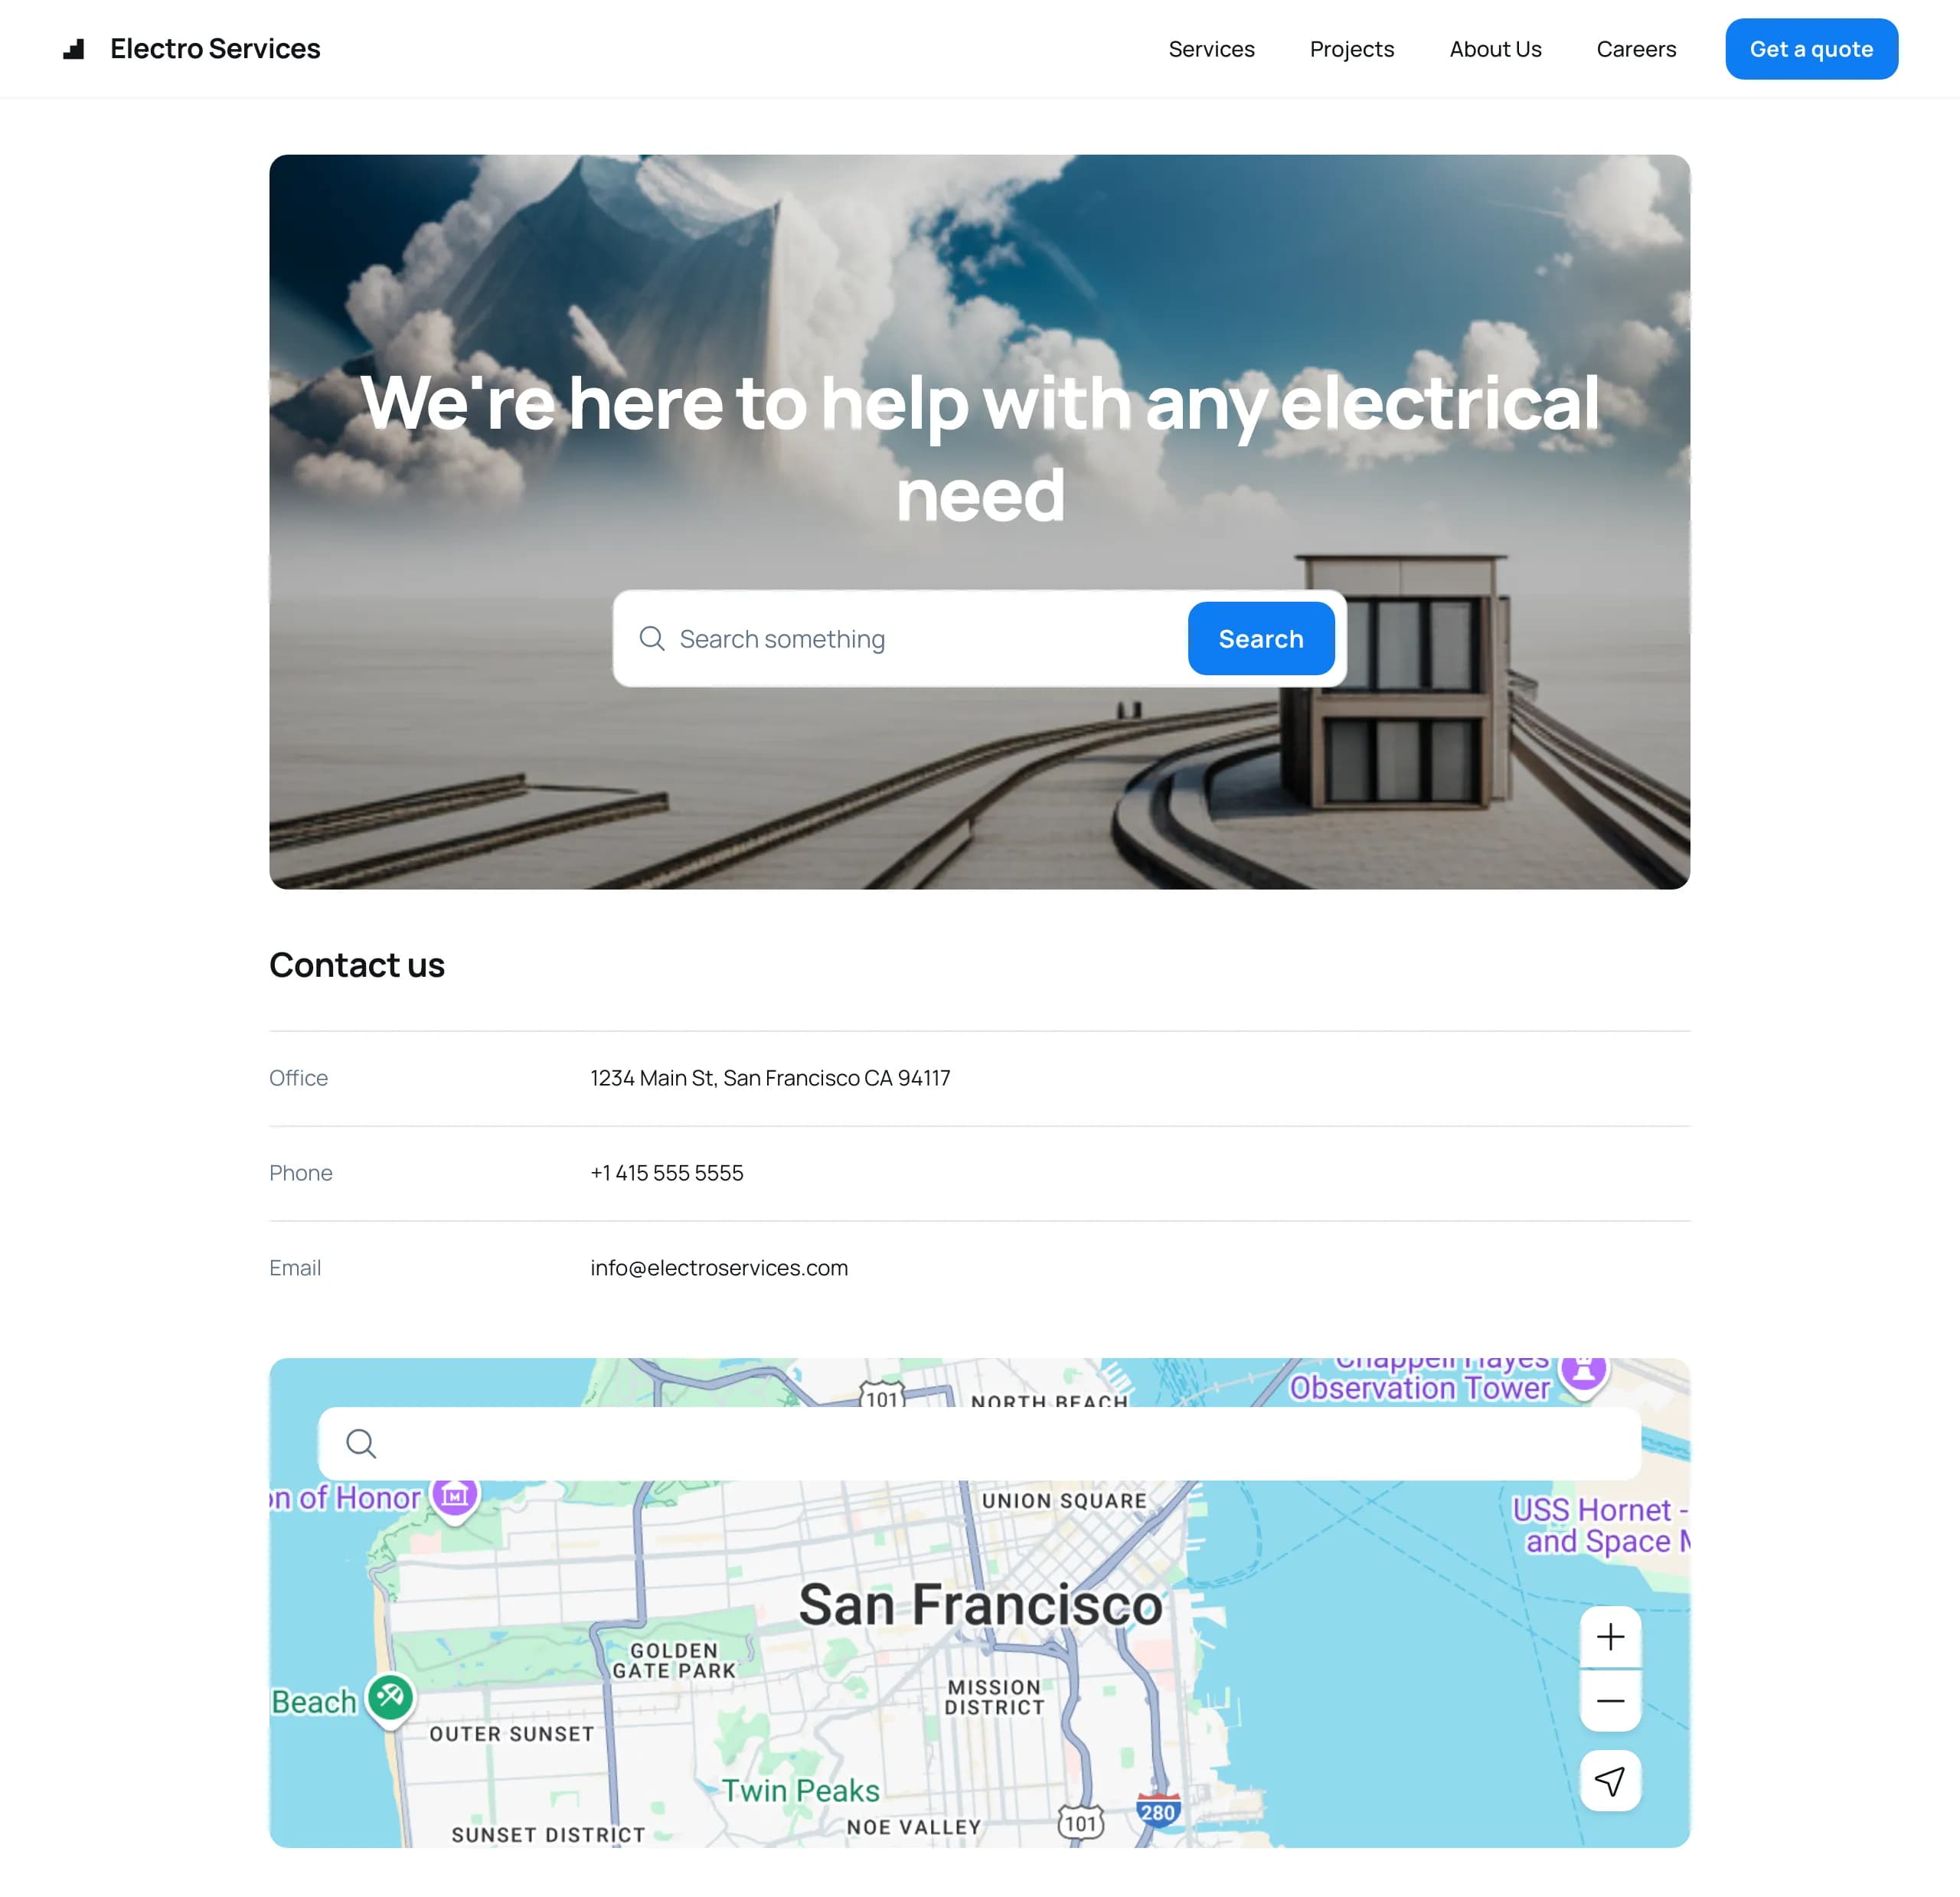 Electro Services
Services
Projects
About Us
Careers
Get a quote
We're here to help with any electrical
need
Search something
Search
Contact us
Office
1234 Main St, San Francisco CA 94117
Phone
+1 415 555 5555
Email
info@electroservices.com
Chappell Hayes
Observation Tower
101
NORTH BEACH
on of Honor
M
UNION SQUARE
USS Hornet -
and Space
San Francisco
GOLDEN
GATE PARK
MISSION
DISTRICT
Beach
OUTER SUNSET
Twin Peaks
NOE VALLEY
101
280
SUNSET DISTRICT